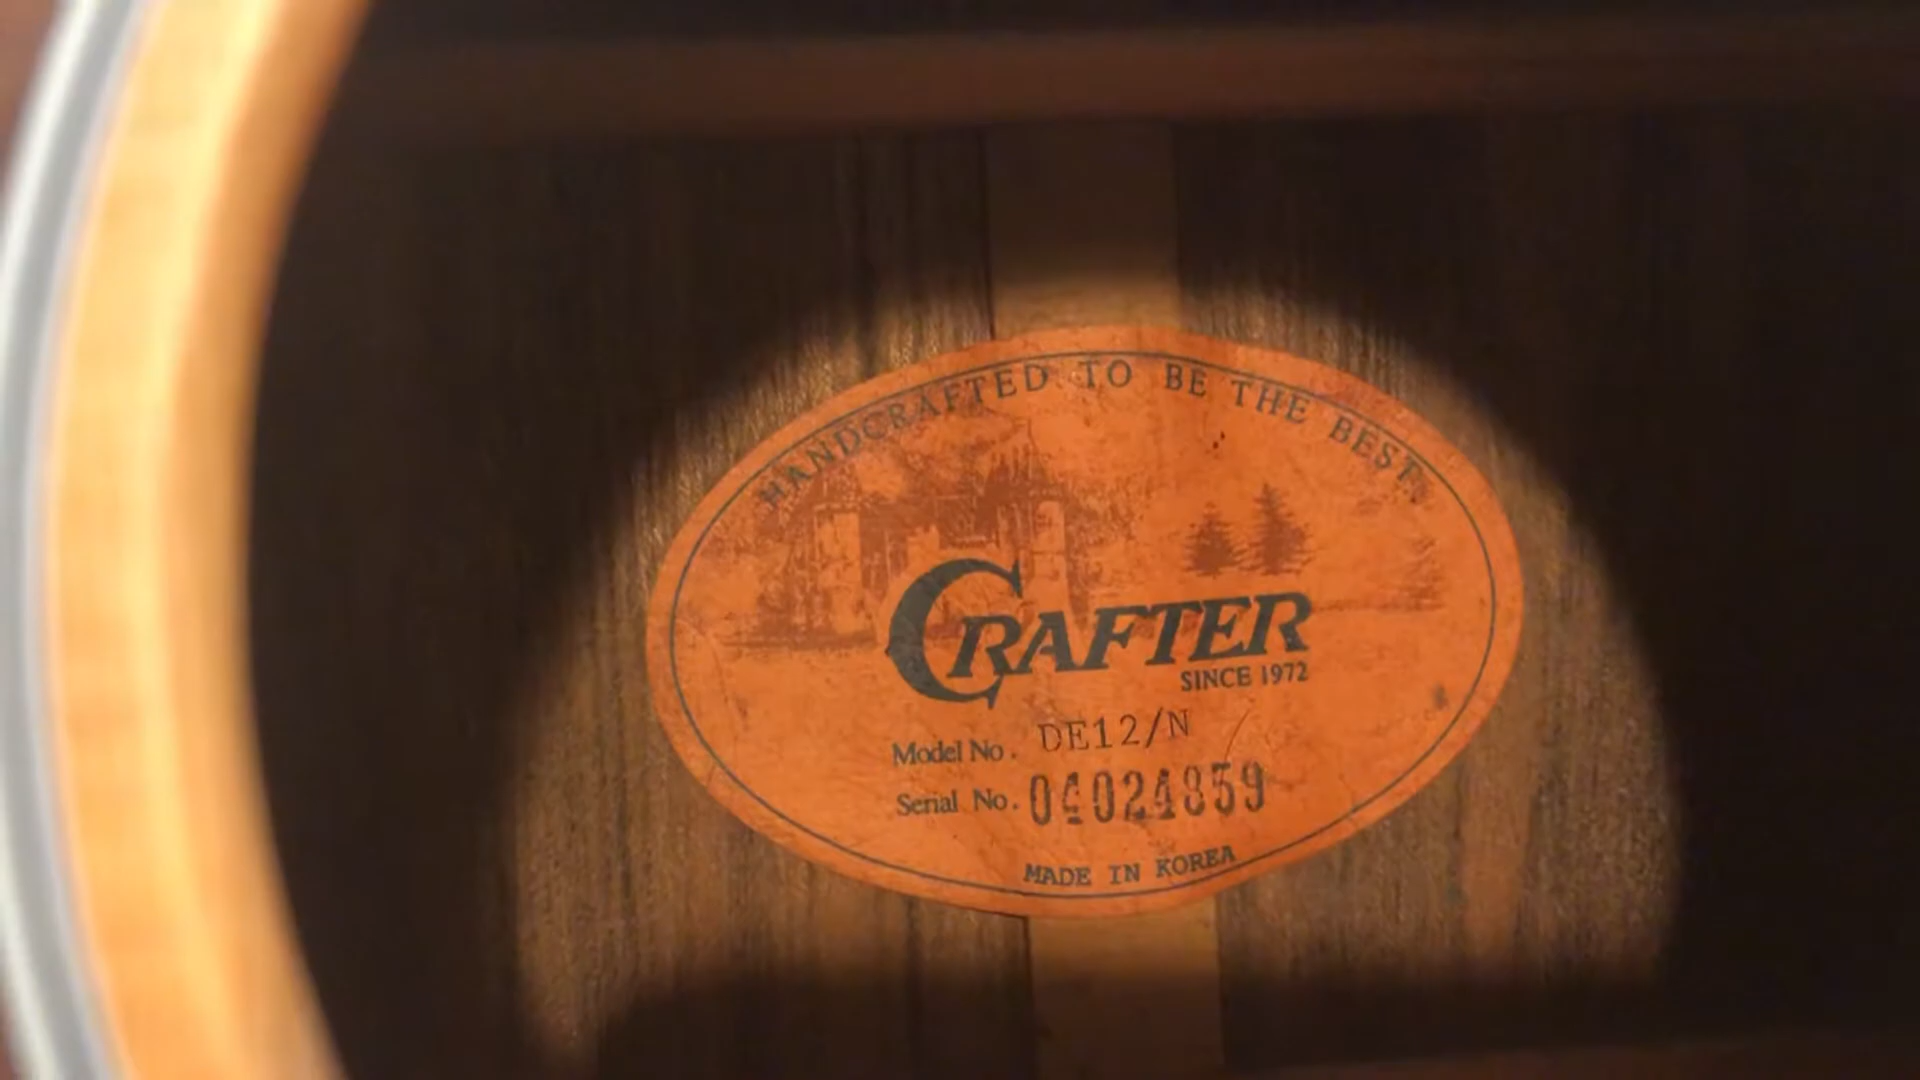 HANDCRAFTED TO BE THE BEST.
CRAFTER
SINCE 1972
Model No. DE12/N
Serial No. 04024859
MADE IN KOREA